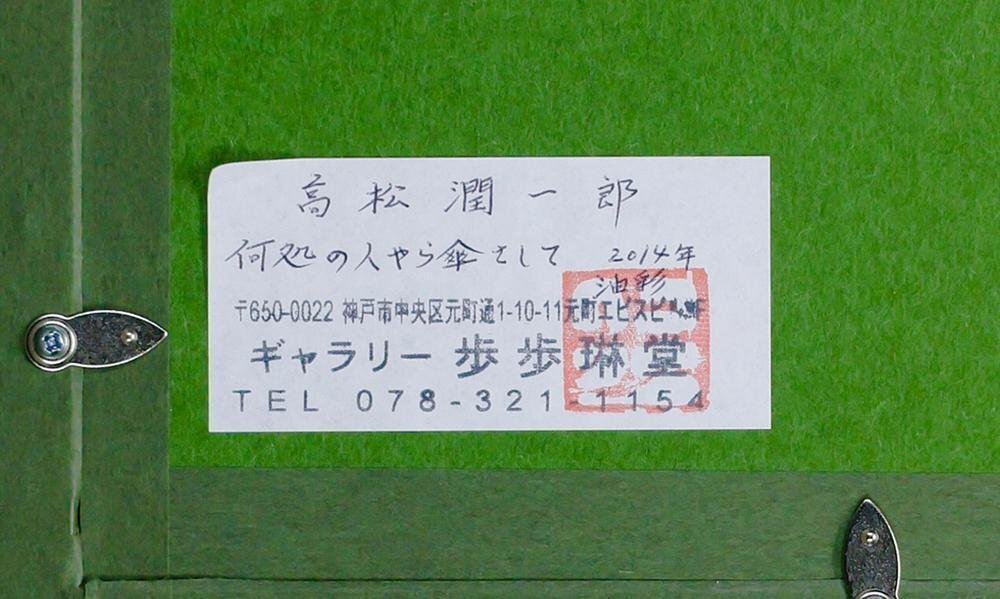 高松潤一郎
何処の人やら傘さして 2014年
油彩
〒650-0022 神戸市中央区元町通1-10-11元町エビスビル
ギャラリー 歩歩琳堂
TEL 078-321-1154